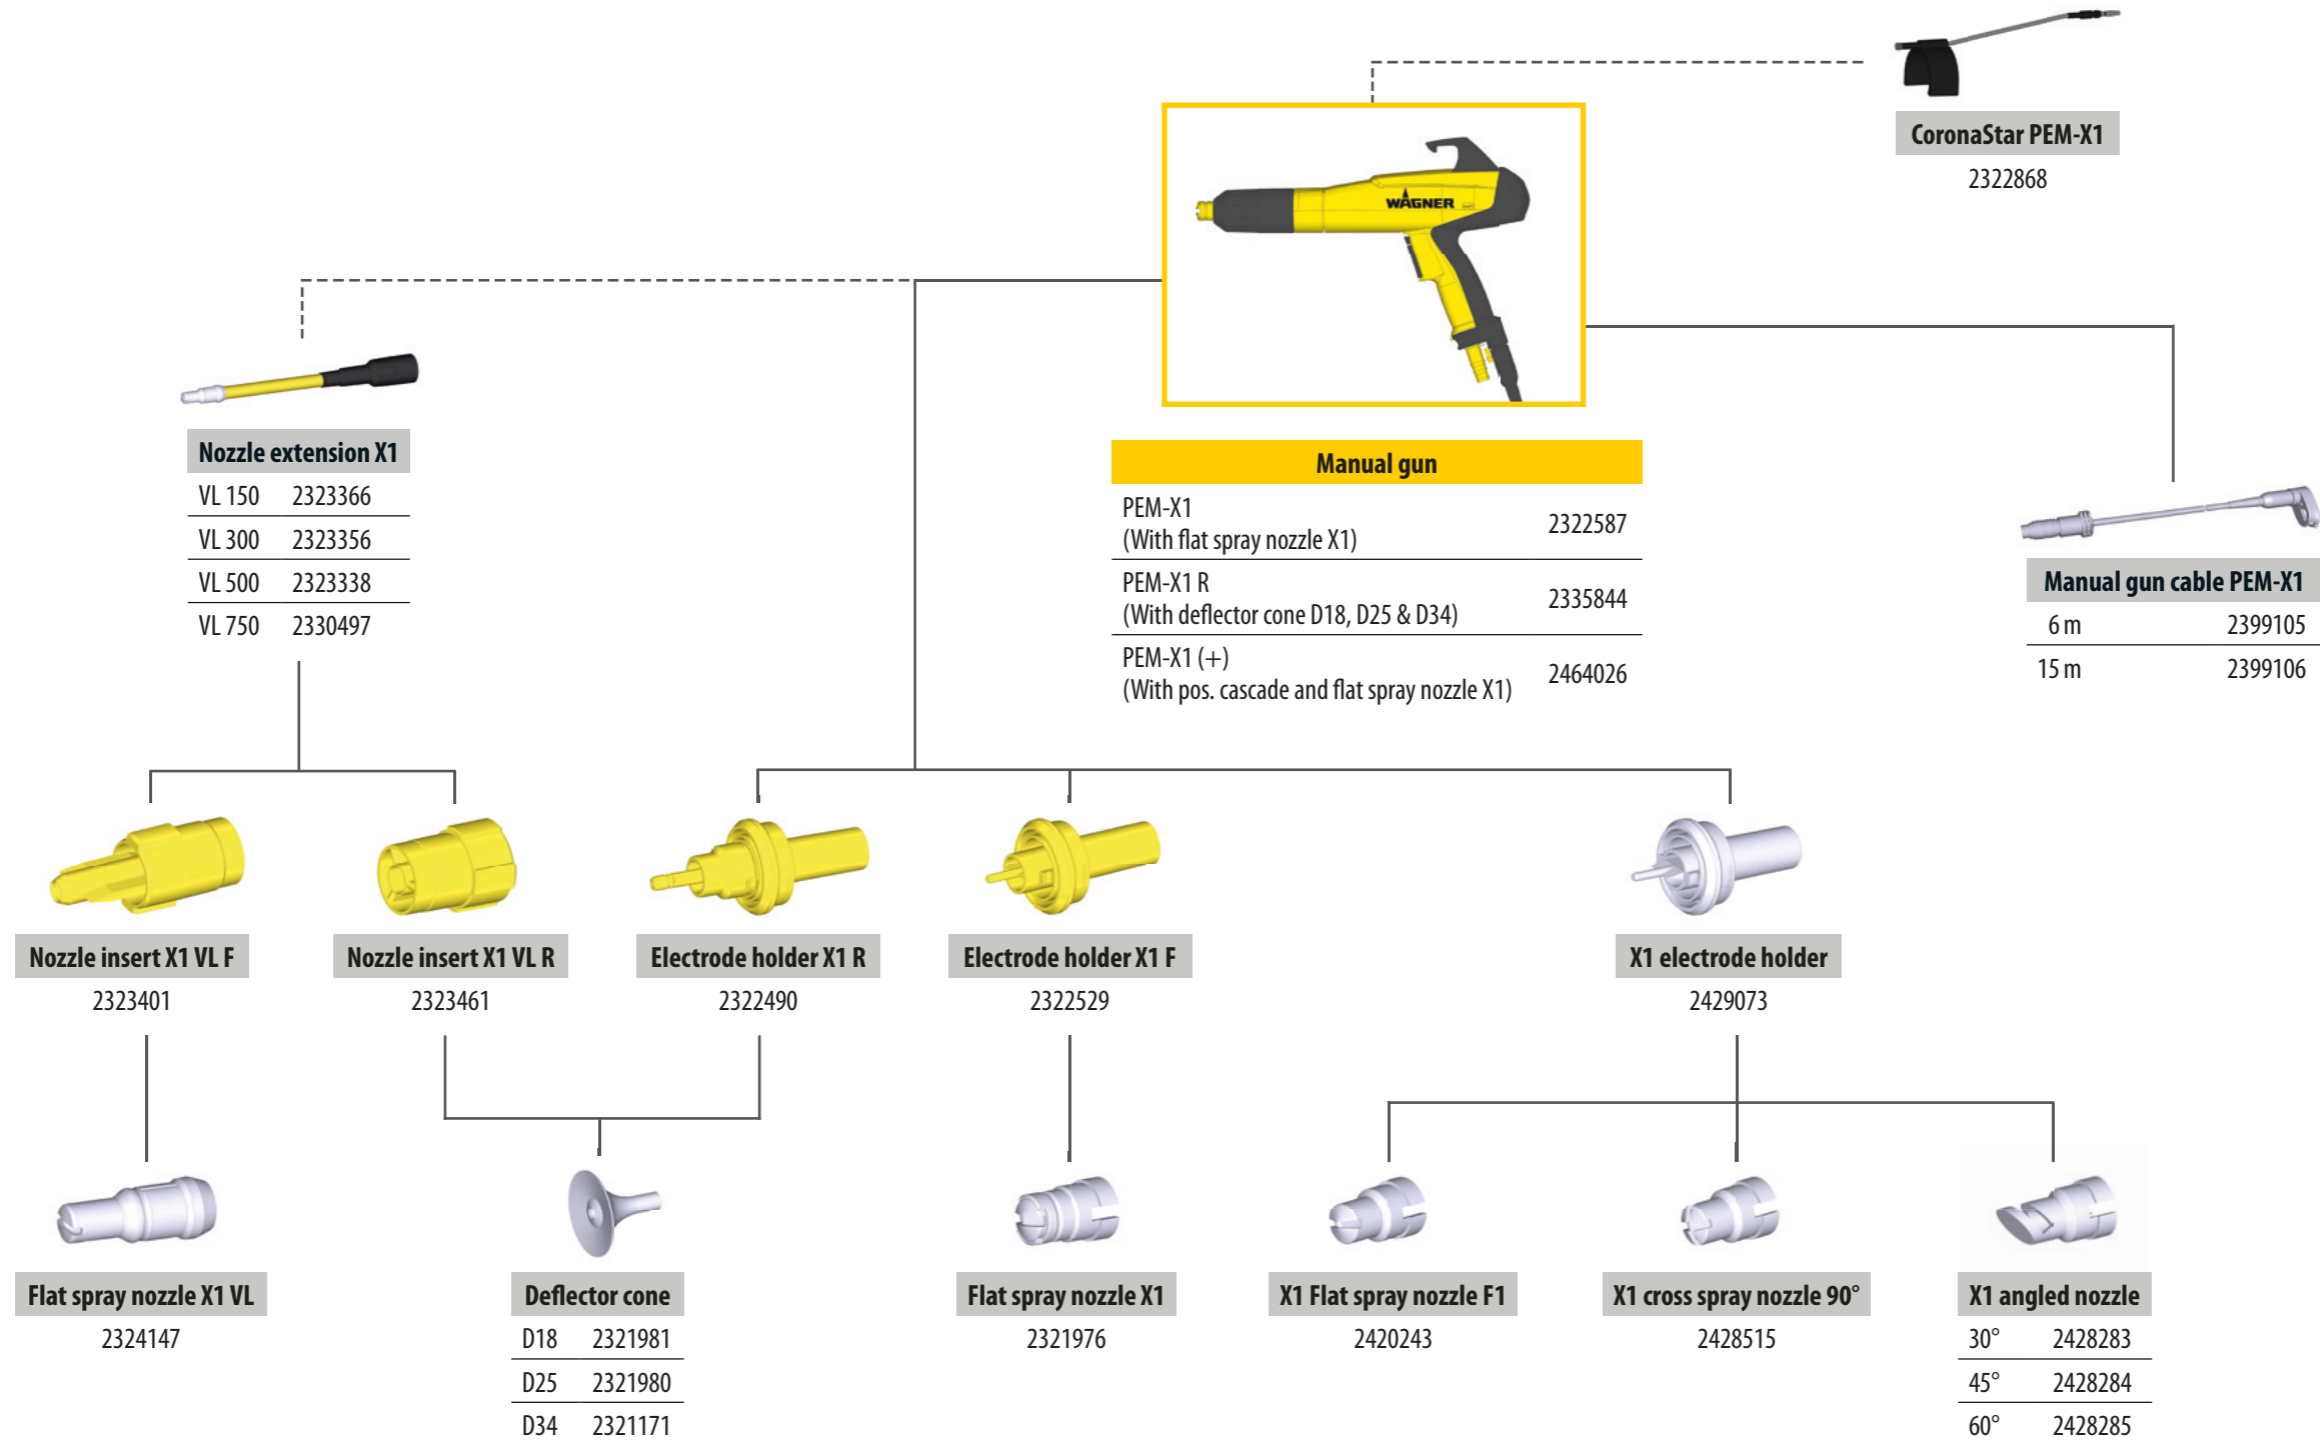 CoronaStar PEM-X1
2322868
WAGNER
Nozzle extension X1
VL 150 2323366
VL 300 2323356
VL 500 2323338
VL 750 2330497
Manual gun
PEM-X1
(With flat spray nozzle X1) 2322587
PEM-X1 R
(With deflector cone D18, D25 & D34) 2335844
PEM-X1 (+)
(With pos. cascade and flat spray nozzle X1) 2464026
Manual gun cable PEM-X1
6 m 2399105
15 m 2399106
Nozzle insert X1 VL F
2323401
Nozzle insert X1 VL R
2323461
Electrode holder X1 R
2322490
Electrode holder X1 F
2322529
X1 electrode holder
2429073
Flat spray nozzle X1 VL
2324147
Deflector cone
D18 2321981
D25 2321980
D34 2321171
Flat spray nozzle X1
2321976
X1 Flat spray nozzle F1
2420243
X1 cross spray nozzle 90°
2428515
X1 angled nozzle
30° 2428283
45° 2428284
60° 2428285